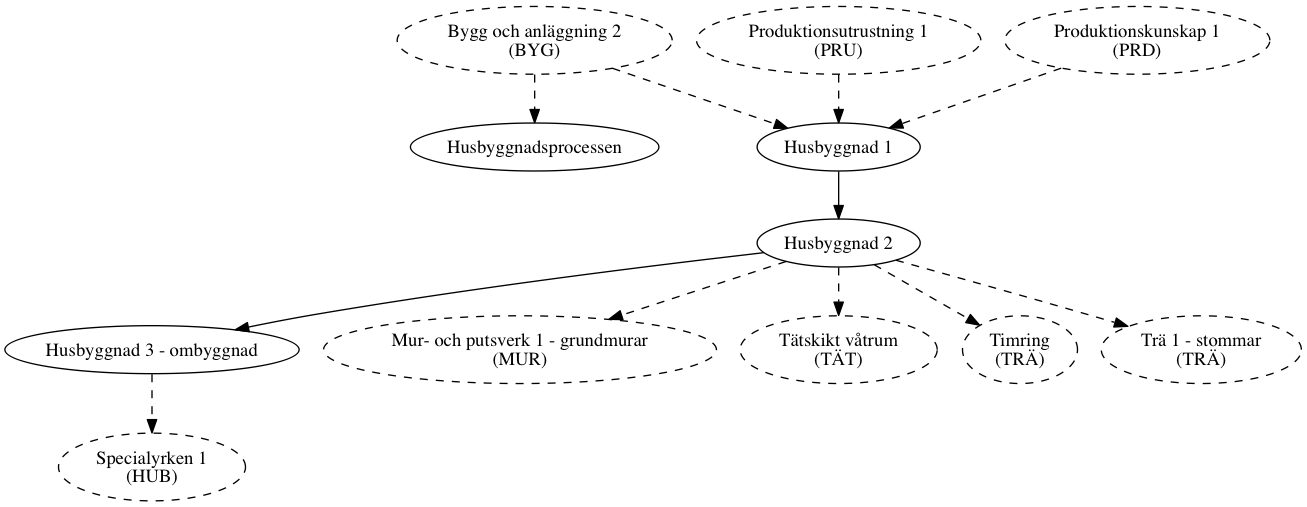 Bygg och anläggning 2
(BYG)
Produktionsutrustning 1
(PRU)
Produktionskunskap 1
(PRD)
Husbyggnadsprocessen
Husbyggnad 1
Husbyggnad 2
Husbyggnad 3 - ombyggnad
Mur- och putsverk 1 - grundmurar
(MUR)
Tätskikt våtrum
(TÄT)
Timring
(TRÄ)
Trä 1 - stommar
(TRÄ)
Specialyrken 1
(HUB)